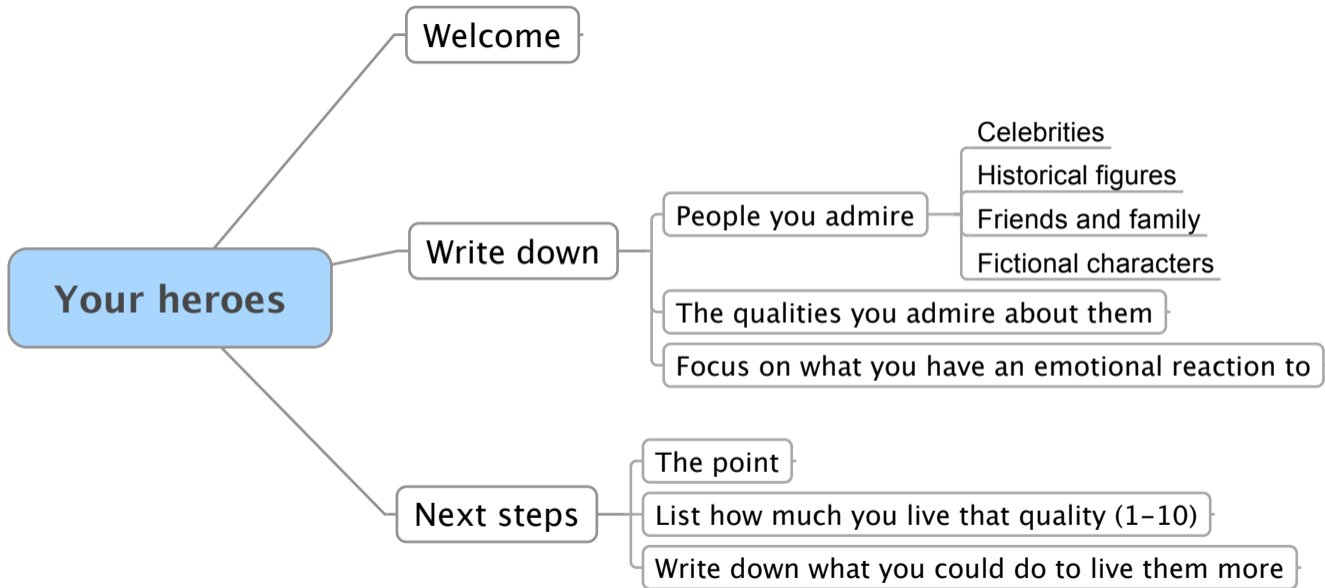 Your heroes
Welcome
Write down
People you admire
Celebrities
Historical figures
Friends and family
Fictional characters
The qualities you admire about them
Focus on what you have an emotional reaction to
Next steps
The point
List how much you live that quality (1–10)
Write down what you could do to live them more